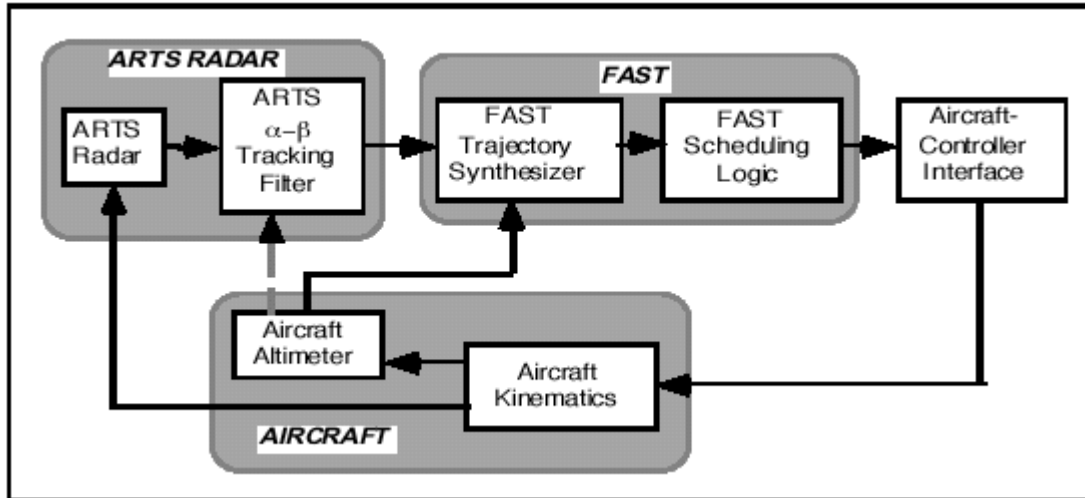 ARTS RADAR
ARTS
Radar
ARTS
α-β
Tracking
Filter
FAST
FAST
Trajectory
Synthesizer
FAST
Scheduling
Logic
Aircraft-
Controller
Interface
Aircraft
Altimeter
Aircraft
Kinematics
AIRCRAFT